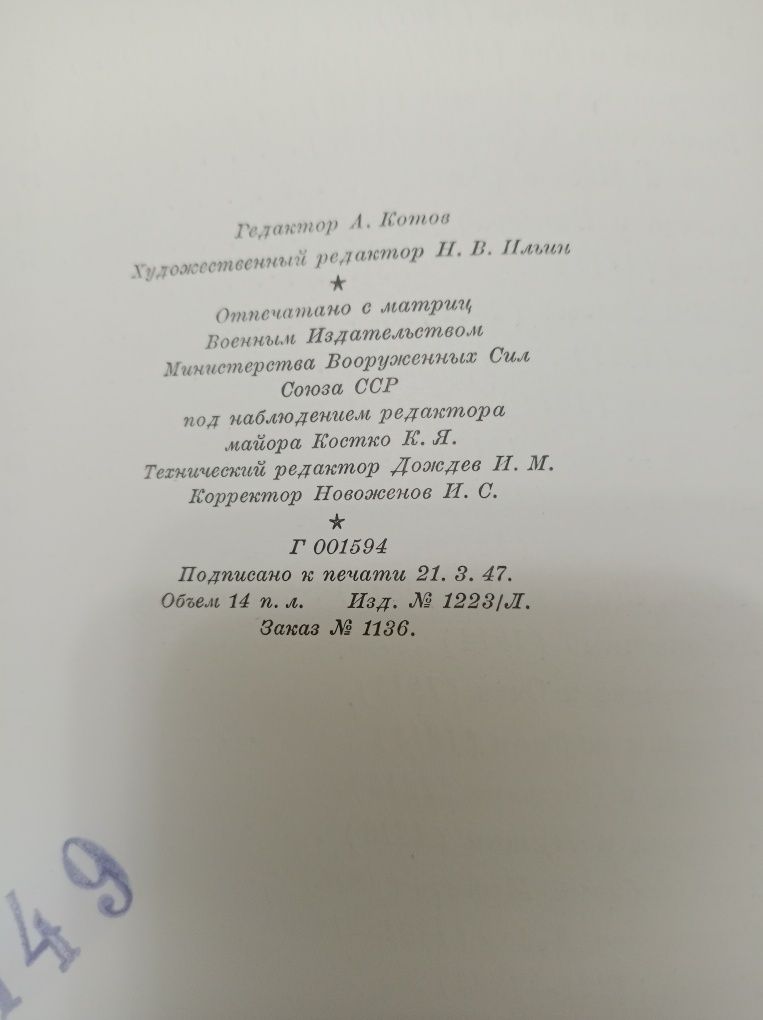 Редактор А. Котов
Художественный редактор Н. В. Ильин
★
Отпечатано с матриц
Военным Издательством
Министерства Вооруженных Сил
Союза ССР
под наблюдением редактора
майора Костко К. Я.
Технический редактор Дождев И. М.
Корректор Новоженов И. С.
★
Г 001594
Подписано к печати 21. 3. 47.
Объем 14 п. л. Изд. № 1223/Л.
Заказ № 1136.
149